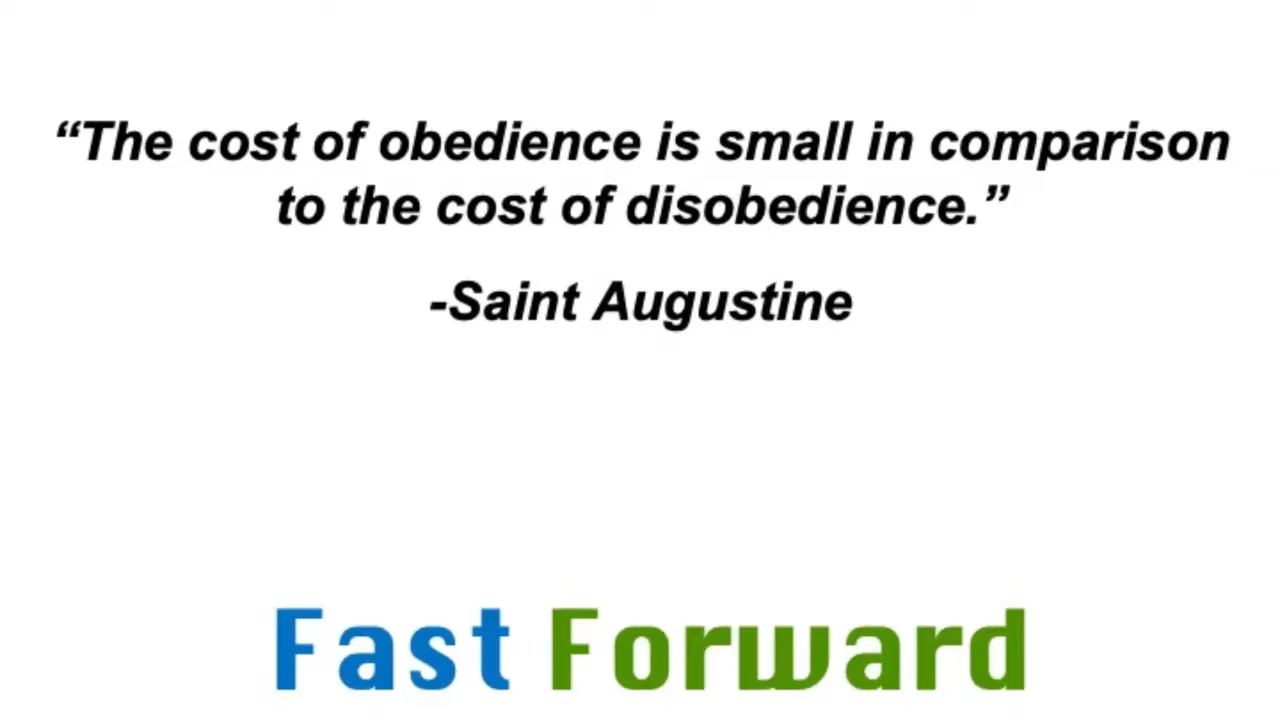 “The cost of obedience is small in comparison
to the cost of disobedience.”
-Saint Augustine
Fast Forward